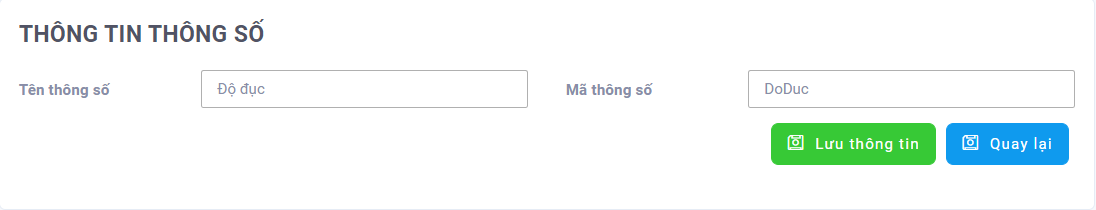 THÔNG TIN THÔNG SỐ
Tên thông số Độ đục Mã thông số DoDuc
Lưu thông tin Quay lại